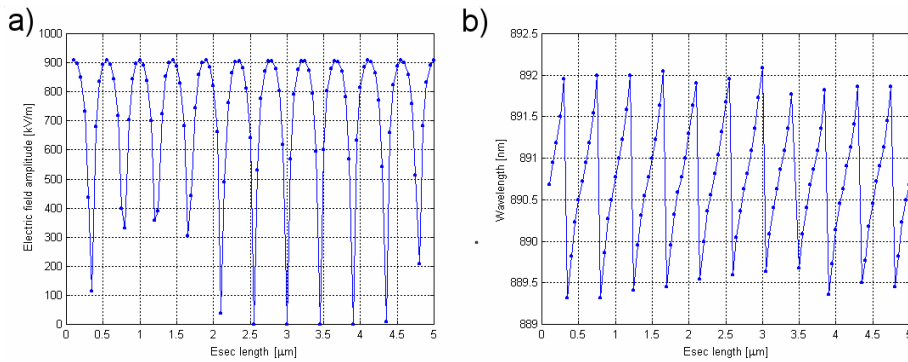 a)
1000
900
800
700
600
500
400
300
200
100
0
Electric field amplitude [kV/m]
0 0.5 1 1.5 2 2.5 3 3.5 4 4.5 5
Esec length [μm]
b)
892.5
892
891.5
891
890.5
890
889.5
889
Wavelength [nm]
0 0.5 1 1.5 2 2.5 3 3.5 4 4.5 5
Esec length [μm]